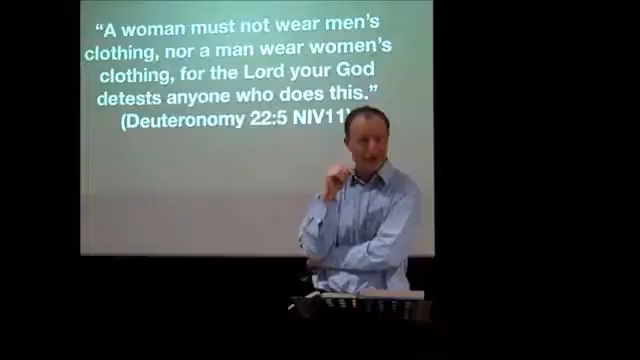 “A woman must not wear men’s
clothing, nor a man wear women’s
clothing, for the Lord your God
detests anyone who does this.”
(Deuteronomy 22:5 NIV11)